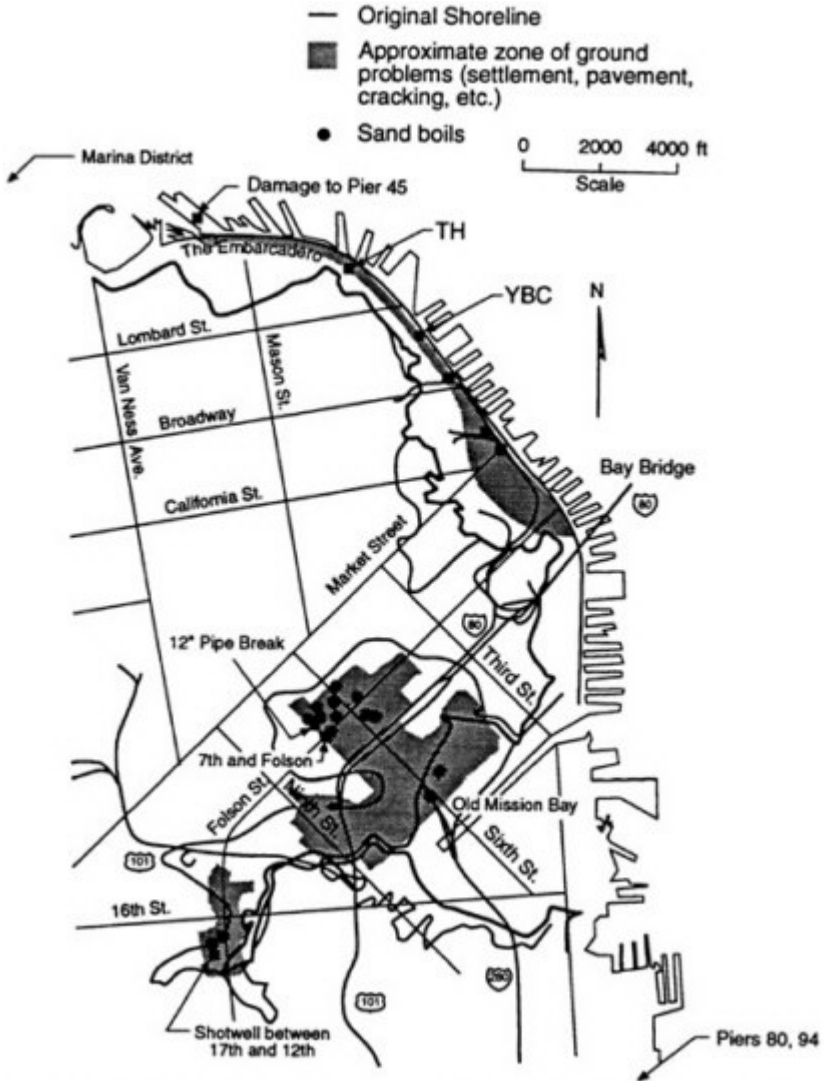 Original Shoreline
Approximate zone of ground
problems (settlement, pavement,
cracking, etc.)
Sand boils
0 2000 4000 ft
Scale
Marina District
Damage to Pier 45
The Embarcadero
TH
YBC
N
Lombard St.
Van Ness Ave.
Mason St.
Broadway
California St.
Bay Bridge
80
Market Street
80
12" Pipe Break
Third St.
7th and Folson
Folson St.
Ninth St.
Old Mission Bay
Sixth St.
101
16th St.
280
101
Shotwell between
17th and 12th
Piers 80, 94